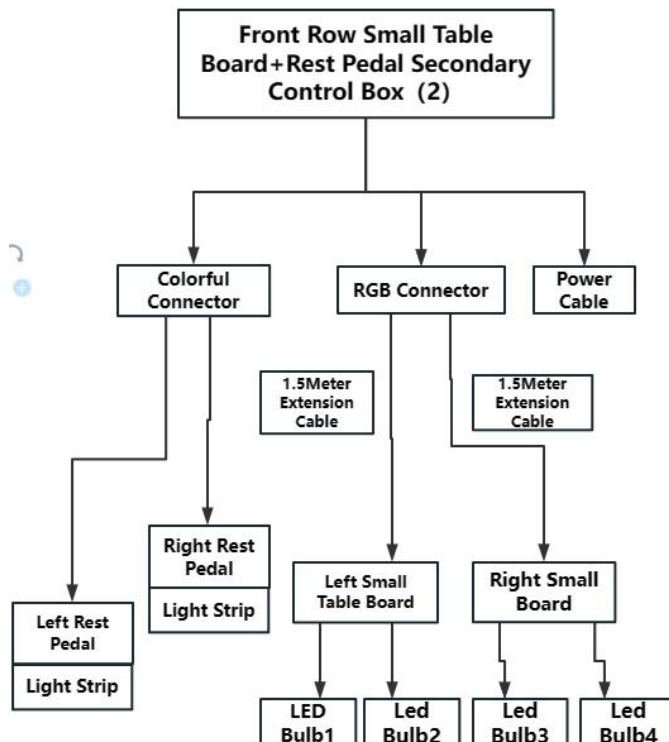 Front Row Small Table
Board+Rest Pedal Secondary
Control Box（2）
Colorful
Connector
RGB Connector
Power
Cable
1.5Meter
Extension
Cable
1.5Meter
Extension
Cable
Right Rest
Pedal
Light Strip
Left Rest
Pedal
Light Strip
Left Small
Table Board
Right Small
Board
LED
Bulb1
Led
Bulb2
Led
Bulb3
Led
Bulb4